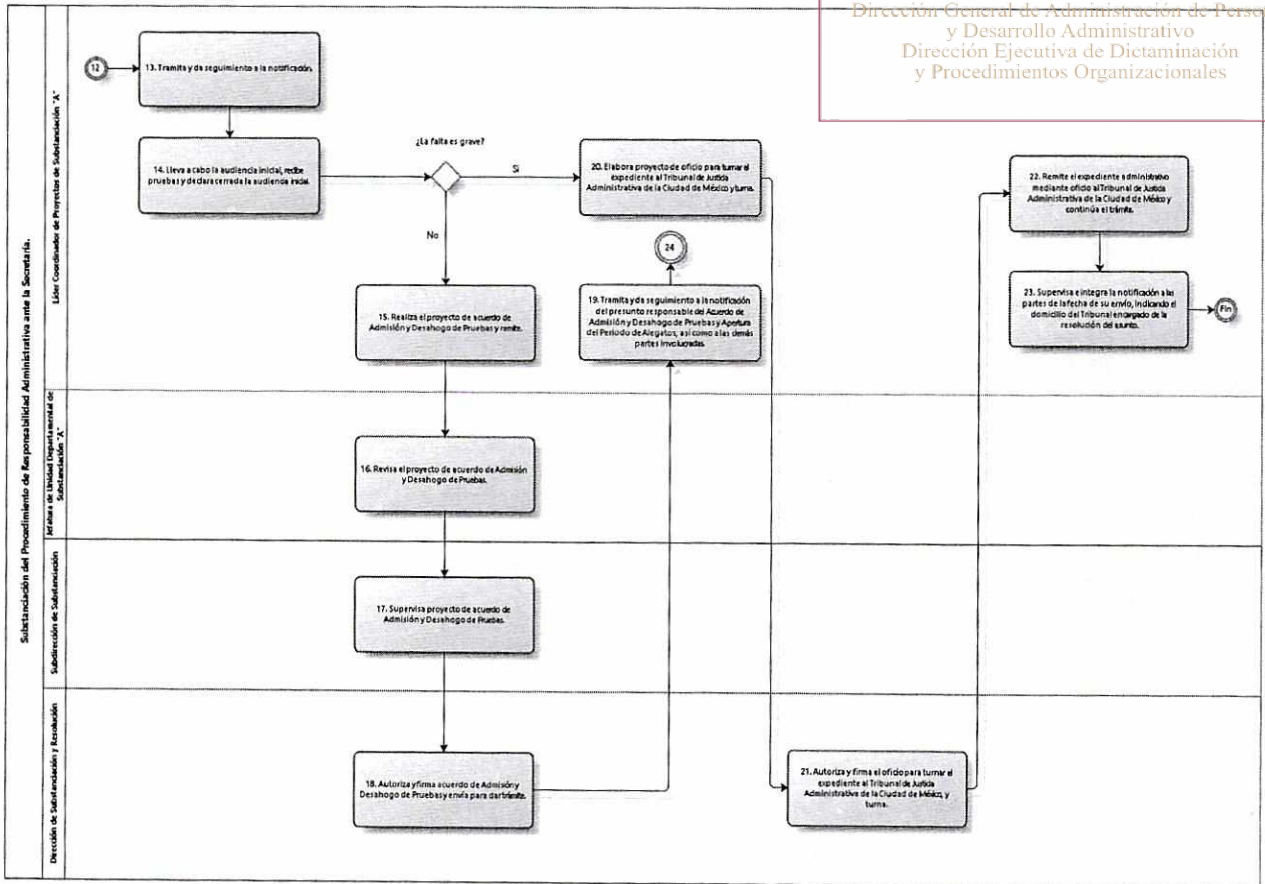 Dirección General de Administración de Perso
y Desarrollo Administrativo
Dirección Ejecutiva de Dictaminación
y Procedimientos Organizacionales
Substanciación del Procedimiento de Responsabilidad Administrativa ante la Secretaría.
Líder Coordinador de Proyectos de Substanciación "A"
12
13. Tramita y da seguimiento a la notificación.
14. Lleva a cabo la audiencia inicial, recibe
pruebas y declara cerrada la audiencia inicial.
¿La falta es grave?
Si
No
20. Elabora proyecto de oficio para turnar el
expediente al Tribunal de Justicia
Administrativa de la Ciudad de México y turna.
22. Remite el expediente administrativo
mediante oficio al Tribunal de Justicia
Administrativa de la Ciudad de México y
continúa el trámite.
24
15. Realiza el proyecto de acuerdo de
Admisión y Desahogo de Pruebas y remite.
19. Tramita y da seguimiento a la notificación
del presunto responsable del Acuerdo de
Admisión y Desahogo de Pruebas y Apertura
del Periodo de Alegatos, así como a las demás
partes involucradas.
23. Supervisa e integra la notificación a las
partes de la fecha de su envío, indicando el
domicilio del Tribunal encargado de la
resolución del asunto.
Fin
Jefatura de Unidad Departamental de
Substanciación "A"
16. Revisa el proyecto de acuerdo de Admisión
y Desahogo de Pruebas.
Subdirección de Substanciación
17. Supervisa proyecto de acuerdo de
Admisión y Desahogo de Pruebas.
Dirección de Substanciación y Resolución
18. Autoriza y firma acuerdo de Admisión y
Desahogo de Pruebas y envía para dar trámite.
21. Autoriza y firma el oficio para turnar el
expediente al Tribunal de Justicia
Administrativa de la Ciudad de México, y
turna.